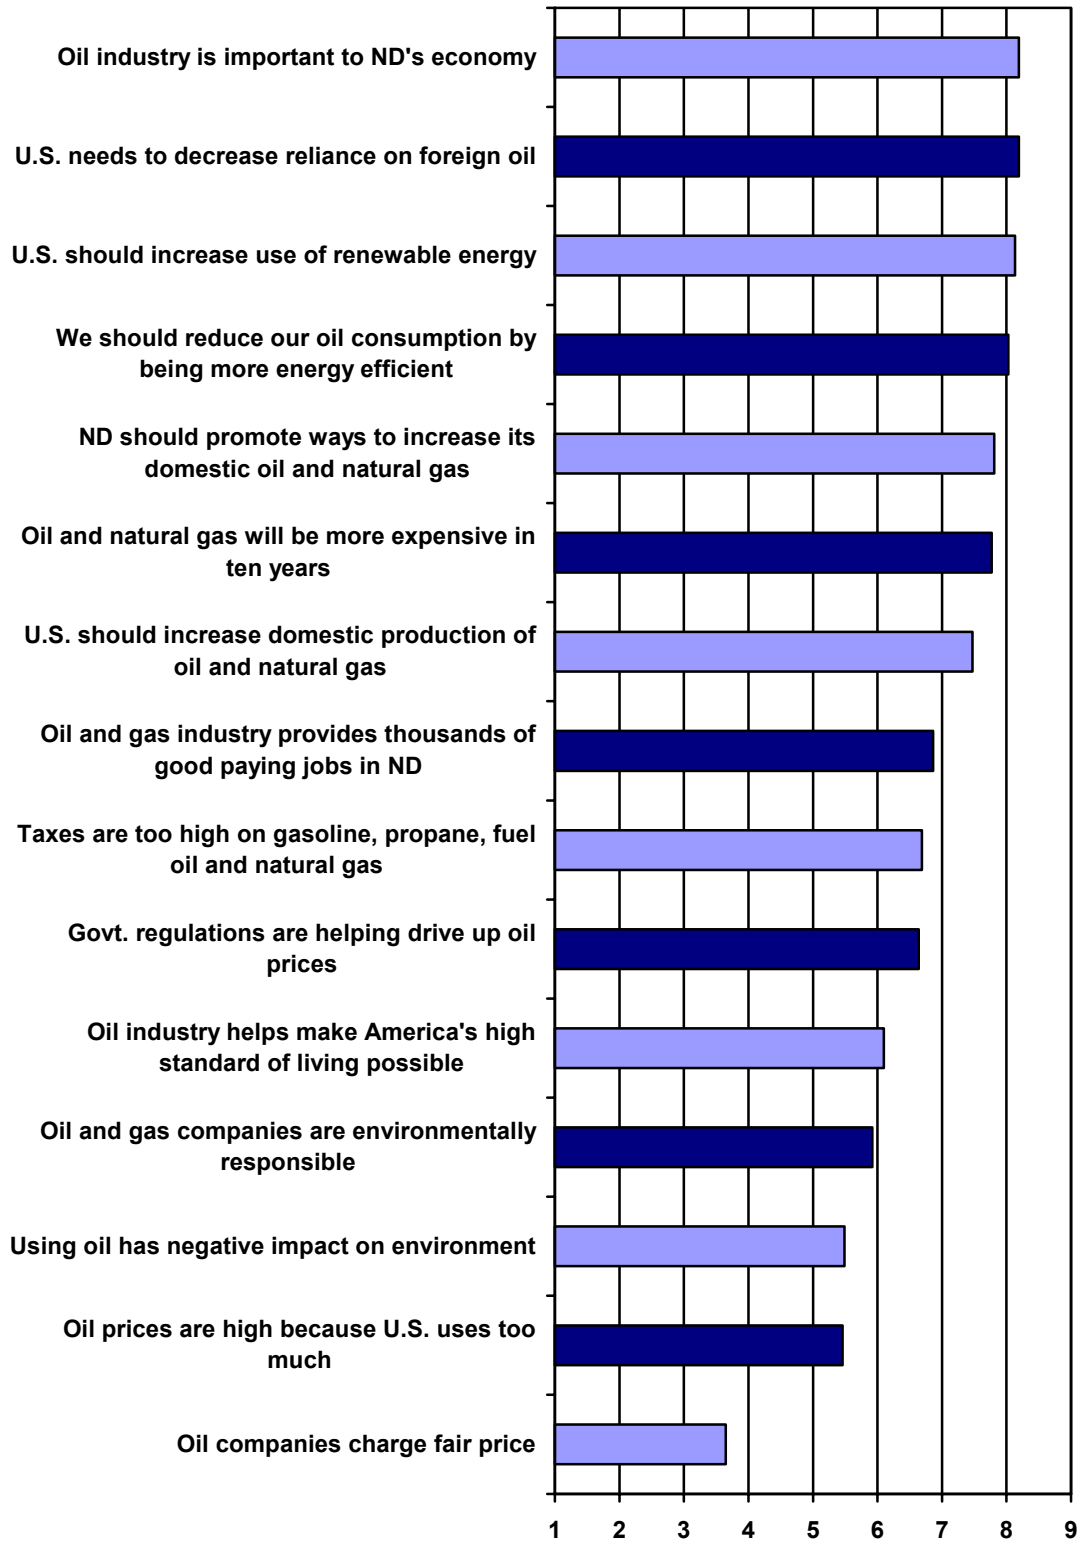 Oil industry is important to ND's economy
U.S. needs to decrease reliance on foreign oil
U.S. should increase use of renewable energy
We should reduce our oil consumption by
being more energy efficient
ND should promote ways to increase its
domestic oil and natural gas
Oil and natural gas will be more expensive in
ten years
U.S. should increase domestic production of
oil and natural gas
Oil and gas industry provides thousands of
good paying jobs in ND
Taxes are too high on gasoline, propane, fuel
oil and natural gas
Govt. regulations are helping drive up oil
prices
Oil industry helps make America's high
standard of living possible
Oil and gas companies are environmentally
responsible
Using oil has negative impact on environment
Oil prices are high because U.S. uses too
much
Oil companies charge fair price
1 2 3 4 5 6 7 8 9